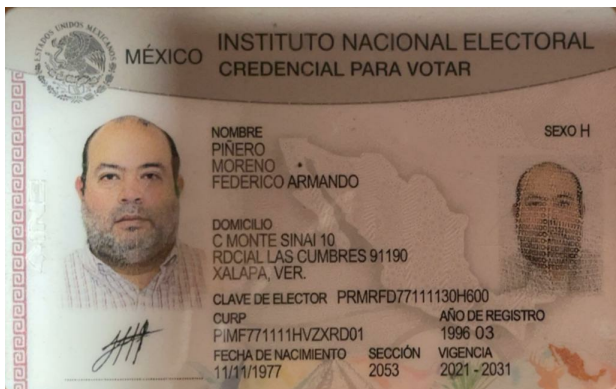 ESTADOS UNIDOS MEXICANOS
MÉXICO
INSTITUTO NACIONAL ELECTORAL
CREDENCIAL PARA VOTAR
NOMBRE
PIÑERO
MORENO
FEDERICO ARMANDO
SEXO H
DOMICILIO
C MONTE SINAI 10
RDCIAL LAS CUMBRES 91190
XALAPA, VER.
CLAVE DE ELECTOR PRMRFD77111130H600
CURP
PIMF771111HVZXRD01
AÑO DE REGISTRO
1996 03
FECHA DE NACIMIENTO
11/11/1977
SECCIÓN
2053
VIGENCIA
2021 - 2031